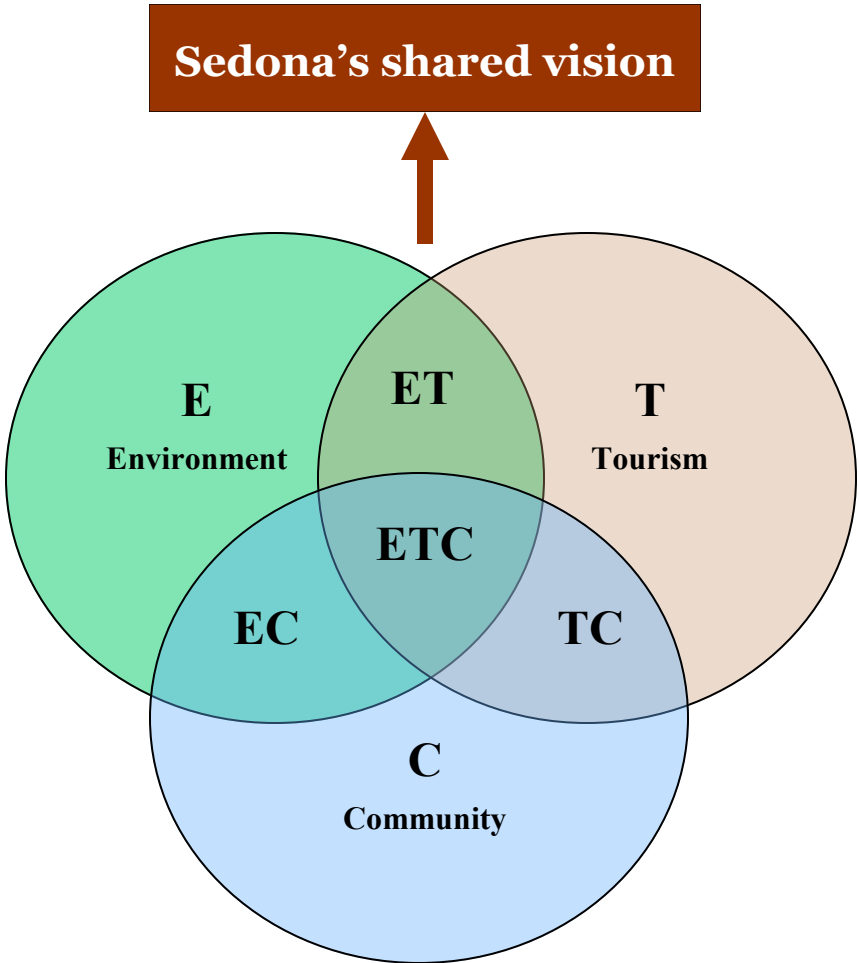 Sedona’s shared vision
ET
E
T
Environment
Tourism
ETC
EC
TC
C
Community